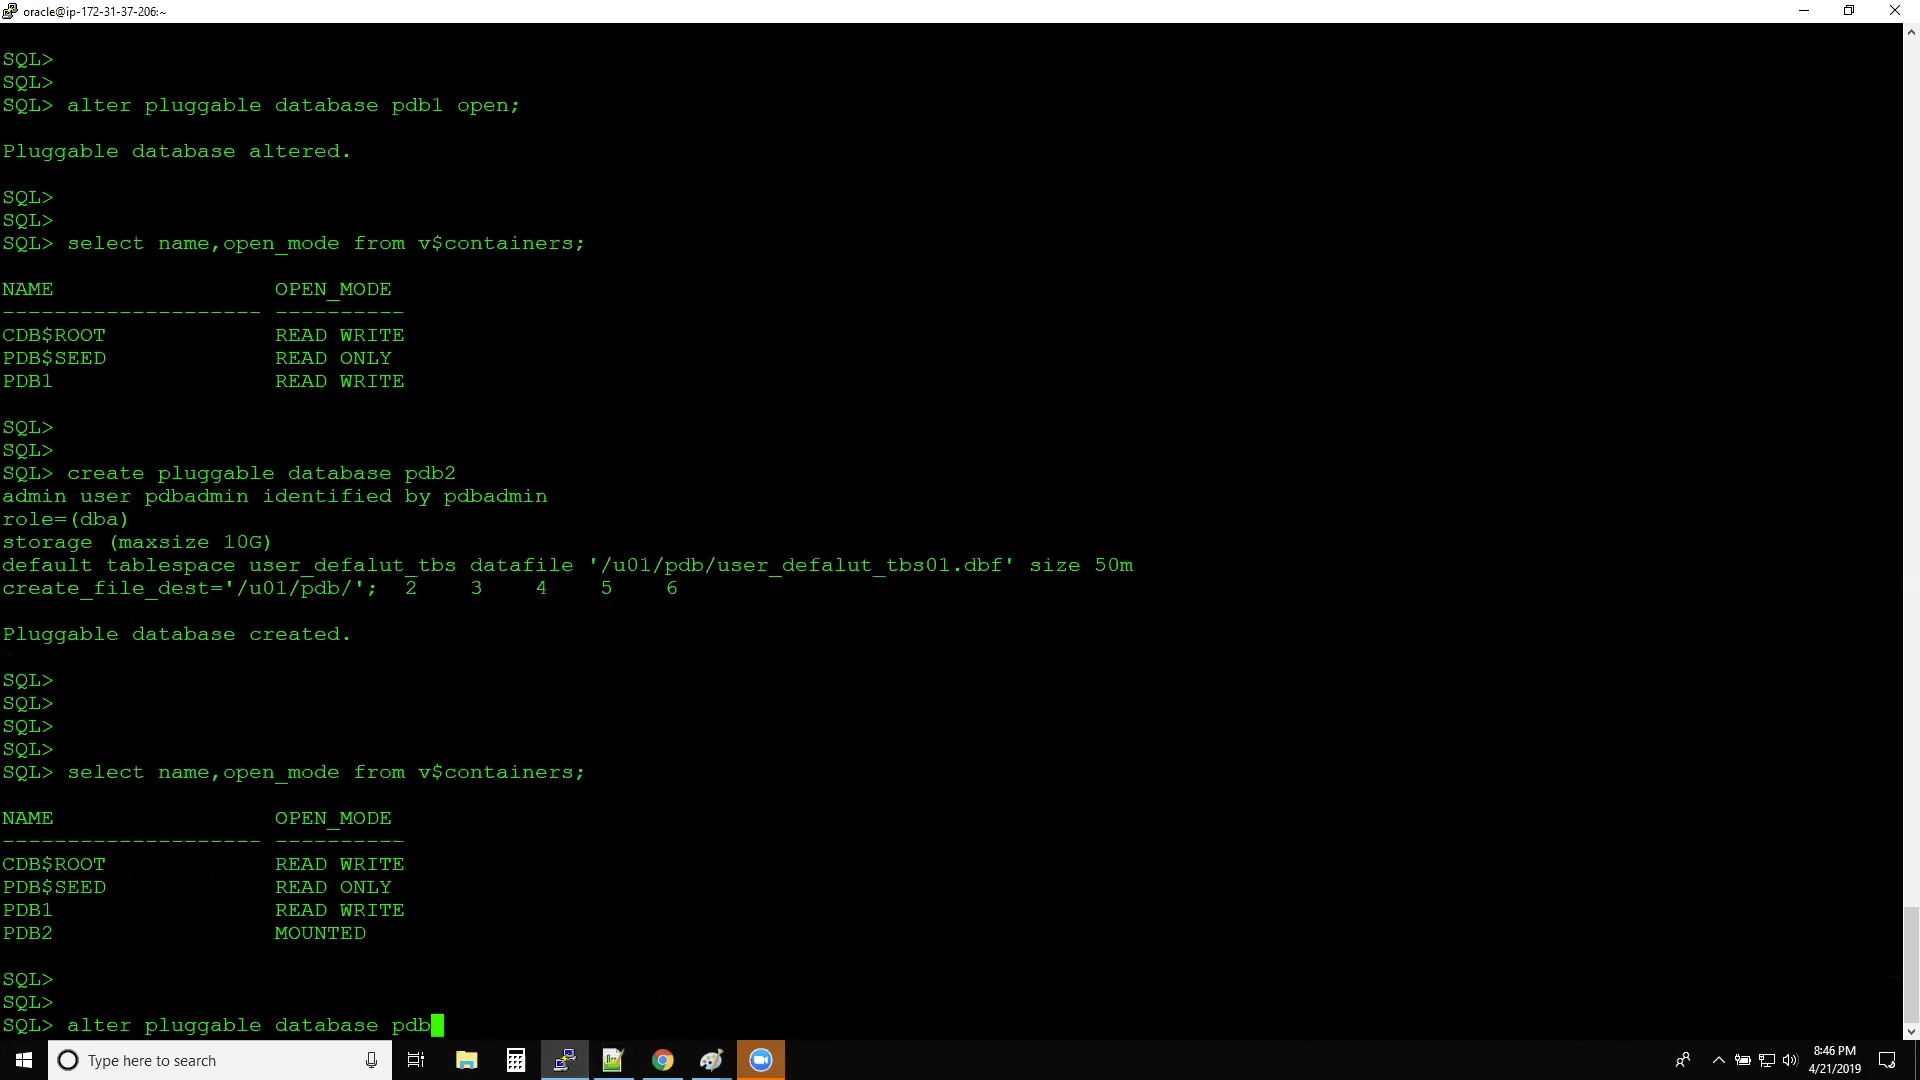 oracle@ip-172-31-37-206:~
SQL>
SQL>
SQL> alter pluggable database pdb1 open;
Pluggable database altered.
SQL>
SQL>
SQL> select name,open_mode from v$containers;
NAME                 OPEN_MODE
-------------------- ----------
CDB$ROOT             READ WRITE
PDB$SEED             READ ONLY
PDB1                 READ WRITE
SQL>
SQL>
SQL> create pluggable database pdb2
admin user pdbadmin identified by pdbadmin
role=(dba)
storage (maxsize 10G)
default tablespace user_defalut_tbs datafile '/u01/pdb/user_defalut_tbs01.dbf' size 50m
create_file_dest='/u01/pdb/';  2    3    4    5    6
Pluggable database created.
SQL>
SQL>
SQL>
SQL>
SQL> select name,open_mode from v$containers;
NAME                 OPEN_MODE
-------------------- ----------
CDB$ROOT             READ WRITE
PDB$SEED             READ ONLY
PDB1                 READ WRITE
PDB2                 MOUNTED
SQL>
SQL>
SQL> alter pluggable database pdb
Type here to search
8:46 PM
4/21/2019